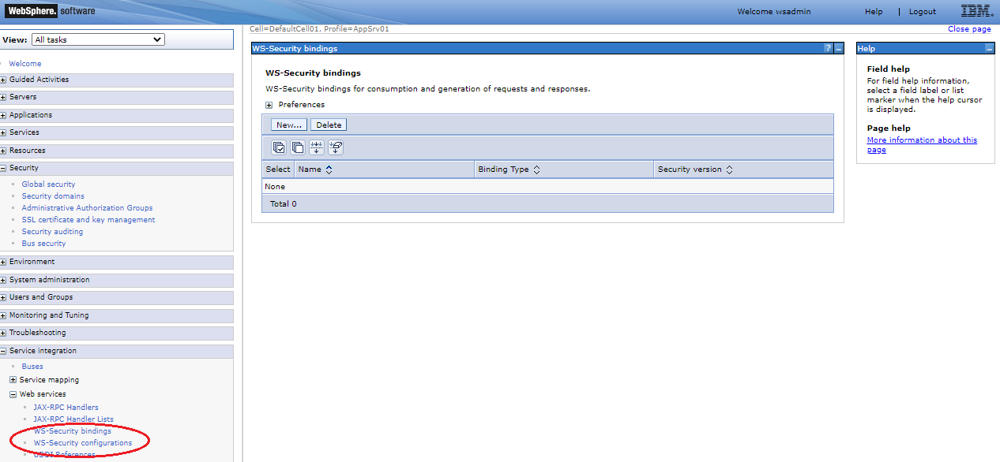 WebSphere. software
Welcome wsadmin
Help | Logout
IBM.
View: All tasks
Welcome
Guided Activities
Servers
Applications
Services
Resources
Security
Global security
Security domains
Administrative Authorization Groups
SSL certificate and key management
Security auditing
Bus security
Environment
System administration
Users and Groups
Monitoring and Tuning
Troubleshooting
Service integration
Buses
Service mapping
Web services
JAX-RPC Handlers
JAX-RPC Handler Lists
WS-Security bindings
WS-Security configurations
UDDI References
Cell=DefaultCell01, Profile=AppSrv01
Close page
WS-Security bindings
?
WS-Security bindings
WS-Security bindings for consumption and generation of requests and responses.
Preferences
New... Delete
Select Name Binding Type Security version
None
Total 0
Help
Field help
For field help information,
select a field label or list
marker when the help cursor
is displayed.
Page help
More information about this
page